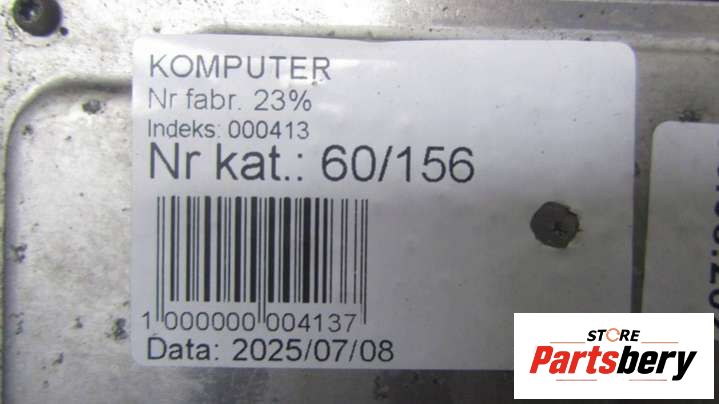 KOMPUTER
Nr fabr. 23%
Indeks: 000413
Nr kat.: 60/156
1 000000 004137
Data: 2025/07/08
STORE
Partsbery